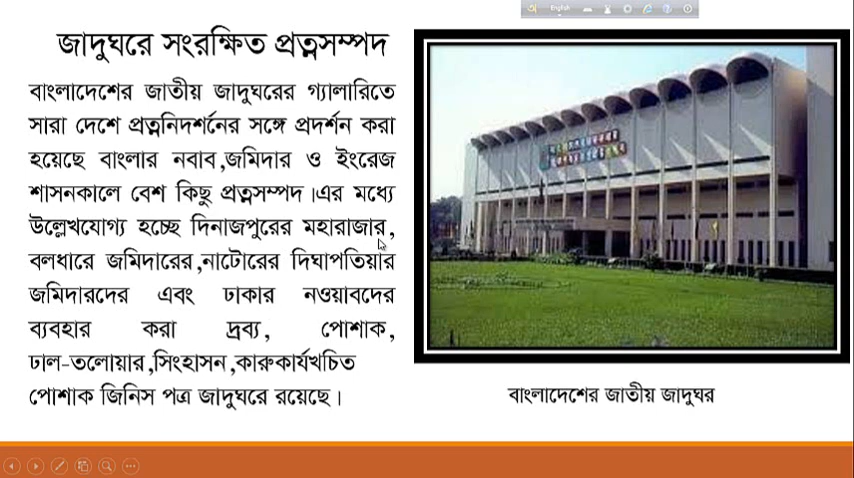 English
জাদুঘরে সংরক্ষিত প্রত্নসম্পদ
বাংলাদেশের জাতীয় জাদুঘরের গ্যালারিতে
সারা দেশে প্রত্ননিদর্শনের সঙ্গে প্রদর্শন করা
হয়েছে বাংলার নবাব,জমিদার ও ইংরেজ
শাসনকালে বেশ কিছু প্রত্নসম্পদ।এর মধ্যে
উল্লেখযোগ্য হচ্ছে দিনাজপুরের মহারাজার,
বলধারে জমিদারের,নাটোরের দিঘাপতিয়ার
জমিদারদের এবং ঢাকার নওয়াবদের
ব্যবহার করা দ্রব্য, পোশাক,
ঢাল-তলোয়ার,সিংহাসন,কারুকার্যখচিত
পোশাক জিনিস পত্র জাদুঘরে রয়েছে।
বাংলাদেশের জাতীয় জাদুঘর